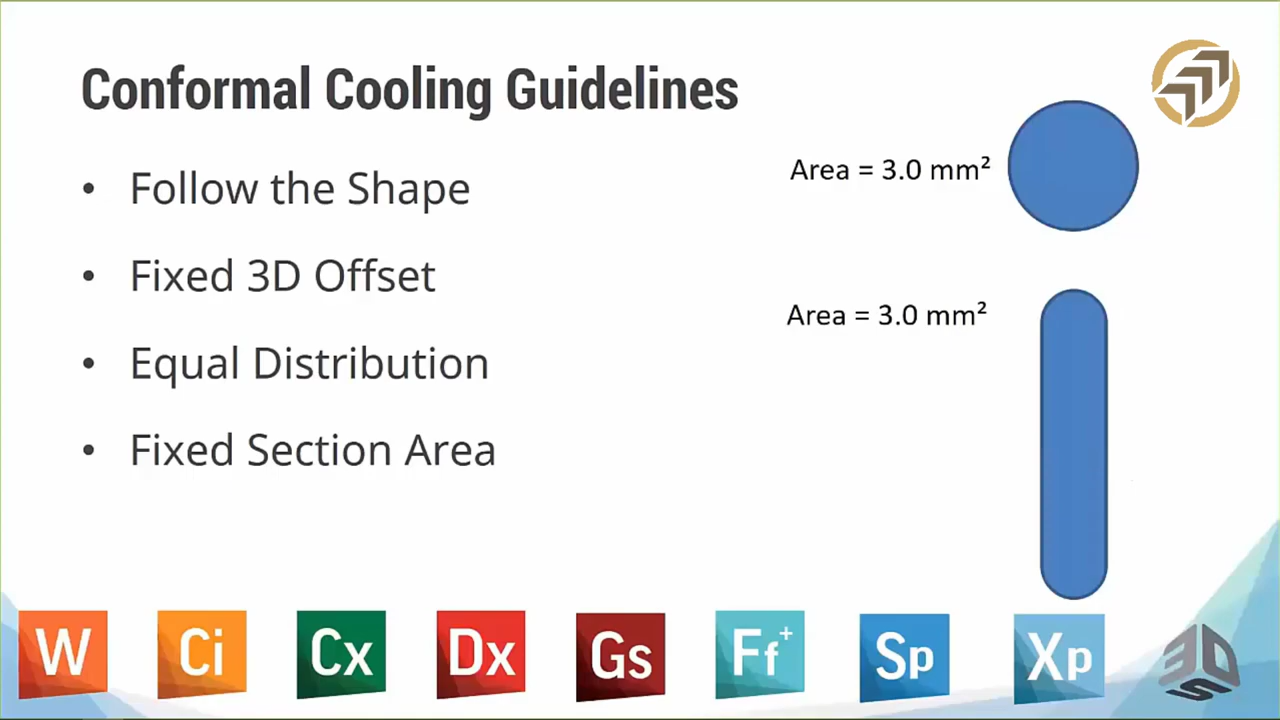 Conformal Cooling Guidelines
• Follow the Shape
• Fixed 3D Offset
• Equal Distribution
• Fixed Section Area
Area = 3.0 mm²
Area = 3.0 mm²
W Ci Cx Dx Gs Ff⁺ Sp Xp
3DS